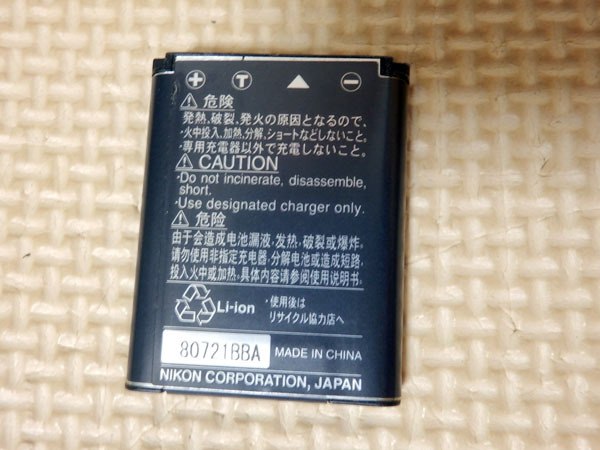 + T ▲ −
⚠ 危険
発熱、破裂、発火の原因となるので、
・火中投入、加熱、分解、ショートなどしないこと。
・専用充電器以外で充電しないこと。
⚠ CAUTION
·Do not incinerate, disassemble,
short.
·Use designated charger only.
⚠ 危险
由于会造成电池漏液、发热、破裂或爆炸。
请勿使用非指定充电器、分解电池或造成短路、
投入火中或加热。具体内容请参阅使用说明书。
Li-ion
・使用後は
リサイクル協力店へ
80721BBA
MADE IN CHINA
NIKON CORPORATION, JAPAN